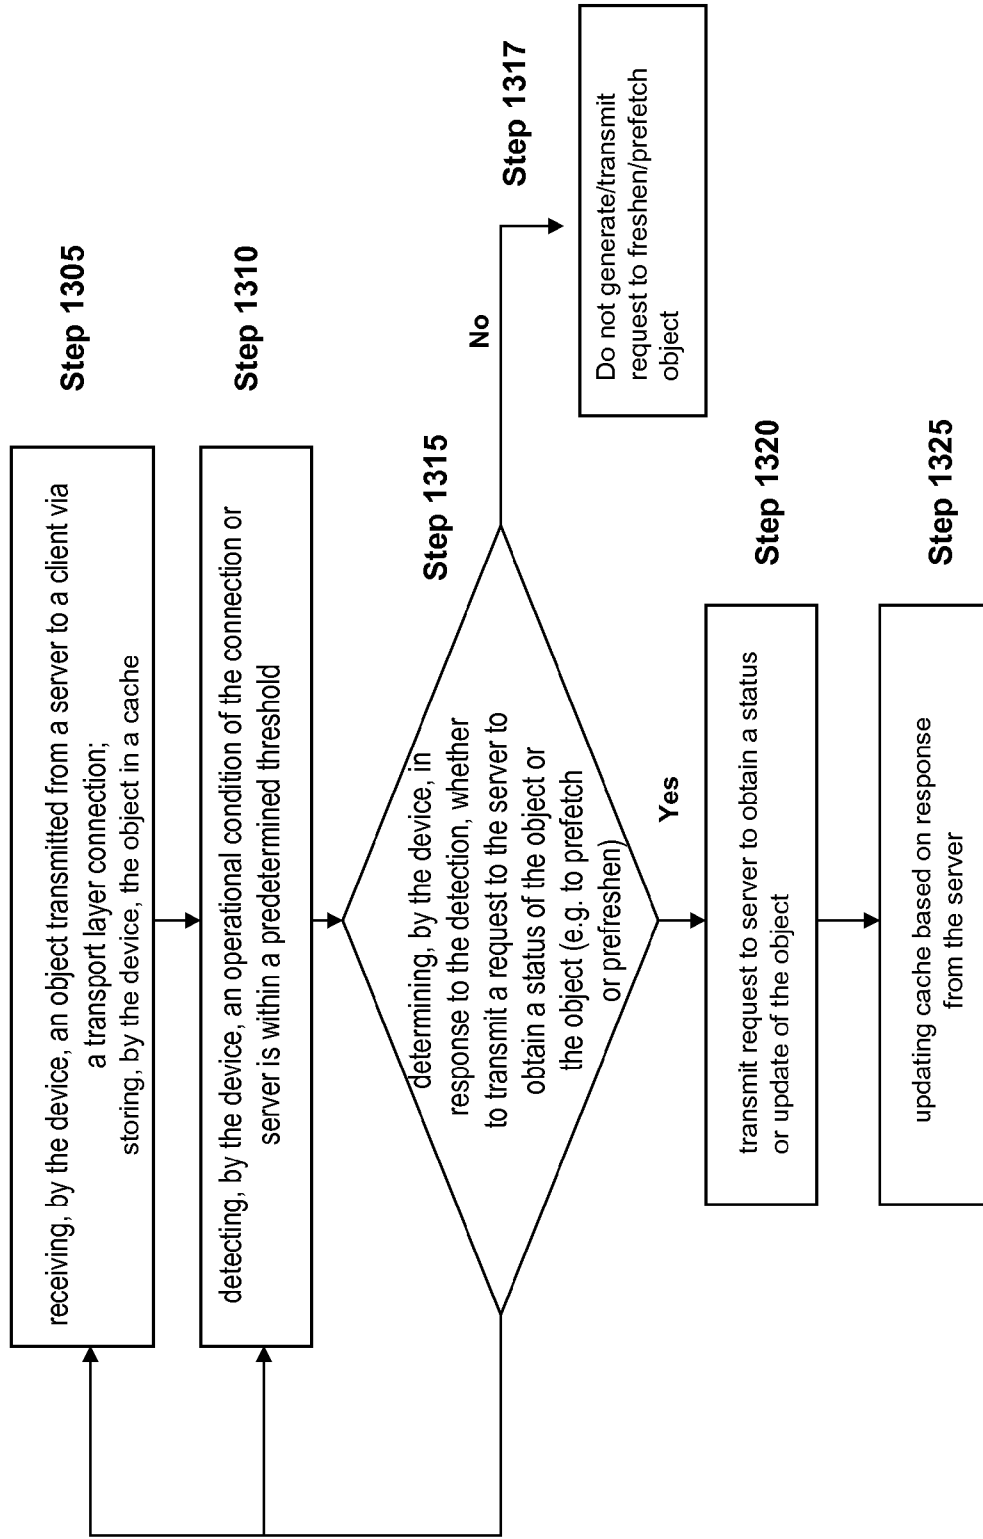 receiving, by the device, an object transmitted from a server to a client via
a transport layer connection;
storing, by the device, the object in a cache
Step 1305
detecting, by the device, an operational condition of the connection or
server is within a predetermined threshold
Step 1310
Step 1315
determining, by the device, in
response to the detection, whether
to transmit a request to the server to
obtain a status of the object or
the object (e.g. to prefetch
or prefreshen)
No
Step 1317
Do not generate/transmit
request to freshen/prefetch
object
Yes
transmit request to server to obtain a status
or update of the object
Step 1320
updating cache based on response
from the server
Step 1325